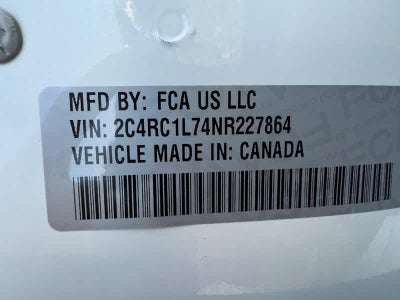 MFD BY: FCA US LLC
VIN: 2C4RC1L74NR227864
VEHICLE MADE IN: CANADA